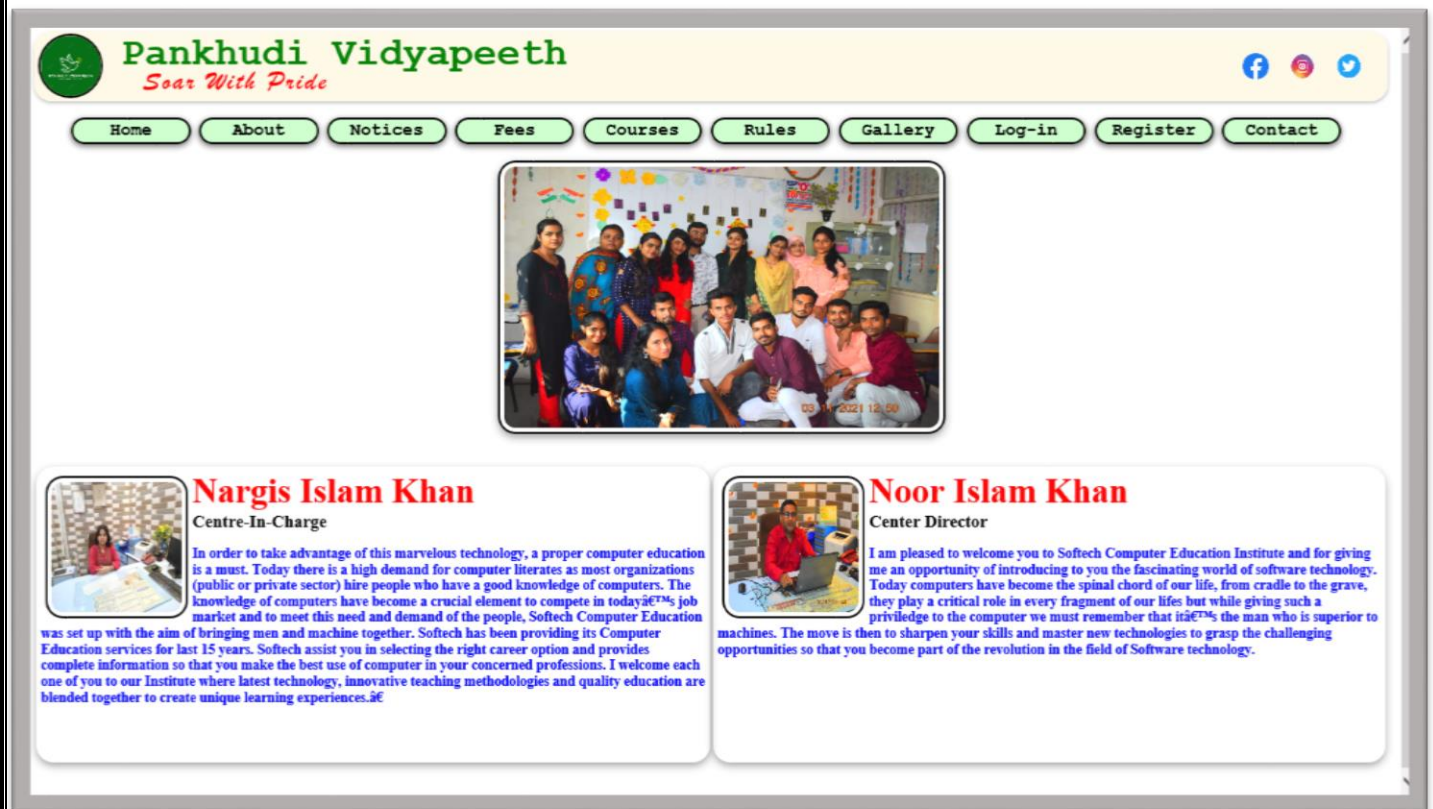 Pankhudi Vidyapeeth
Soar With Pride
Home About Notices Fees Courses Rules Gallery Log-in Register Contact
03 11 2021 12 50
Nargis Islam Khan
Centre-In-Charge
In order to take advantage of this marvelous technology, a proper computer education
is a must. Today there is a high demand for computer literates as most organizations
(public or private sector) hire people who have a good knowledge of computers. The
knowledge of computers have become a crucial element to compete in todayâ€™s job
market and to meet this need and demand of the people, Softech Computer Education
was set up with the aim of bringing men and machine together. Softech has been providing its Computer
Education services for last 15 years. Softech assist you in selecting the right career option and provides
complete information so that you make the best use of computer in your concerned professions. I welcome each
one of you to our Institute where latest technology, innovative teaching methodologies and quality education are
blended together to create unique learning experiences.â€
Noor Islam Khan
Center Director
I am pleased to welcome you to Softech Computer Education Institute and for giving
me an opportunity of introducing to you the fascinating world of software technology.
Today computers have become the spinal chord of our life, from cradle to the grave,
they play a critical role in every fragment of our lifes but while giving such a
priviledge to the computer we must remember that itâ€™s the man who is superior to
machines. The move is then to sharpen your skills and master new technologies to grasp the challenging
opportunities so that you become part of the revolution in the field of Software technology.